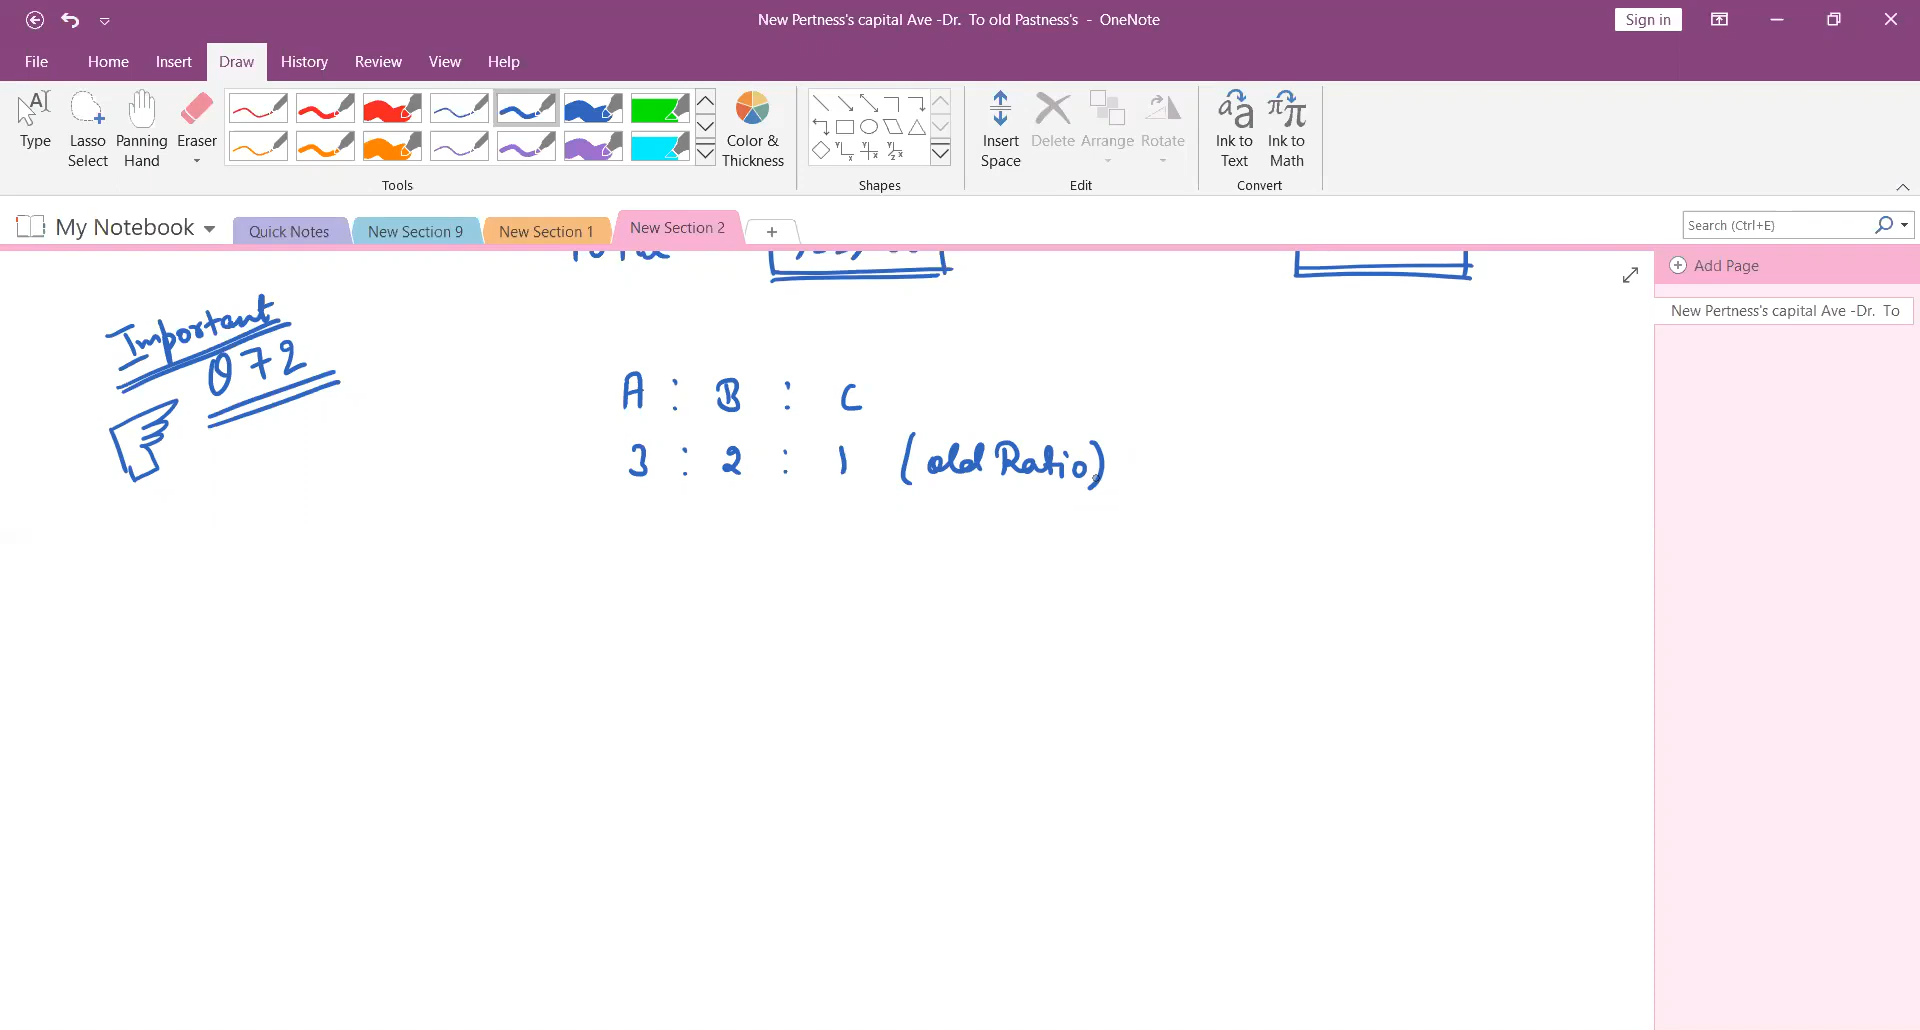 New Pertness's capital Ave -Dr.  To old Pastness's  -  OneNote
Sign in
File Home Insert Draw History Review View Help
Type
Lasso Select
Panning Hand
Eraser
Color & Thickness
Insert Space
Delete
Arrange
Rotate
Ink to Text
Ink to Math
Tools
Shapes
Edit
Convert
My Notebook
Quick Notes
New Section 9
New Section 1
New Section 2
Search (Ctrl+E)
Add Page
New Pertness's capital Ave -Dr.  To
Total
Important
Q72
A : B : C
3 : 2 : 1 (old Ratio)